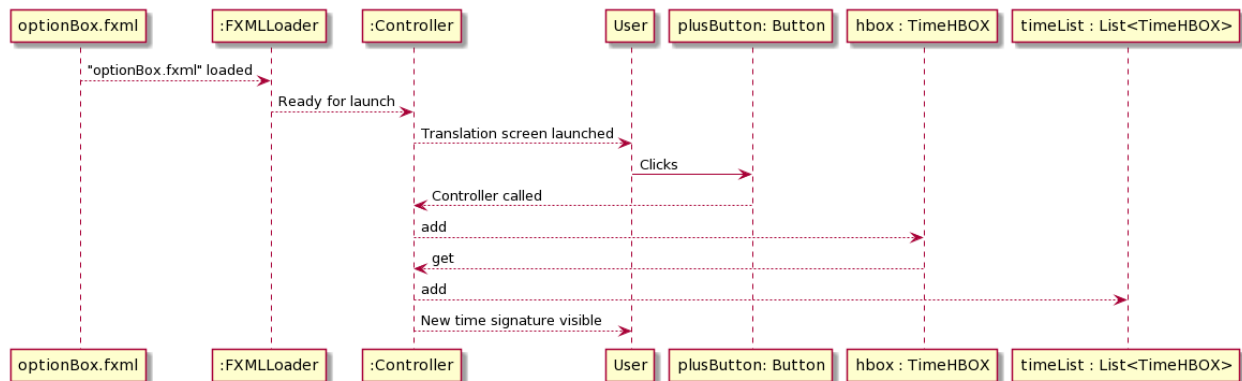 optionBox.fxml :FXMLLoader :Controller User plusButton: Button hbox : TimeHBOX timeList : List<TimeHBOX>
"optionBox.fxml" loaded
Ready for launch
Translation screen launched
Clicks
Controller called
add
get
add
New time signature visible
optionBox.fxml :FXMLLoader :Controller User plusButton: Button hbox : TimeHBOX timeList : List<TimeHBOX>